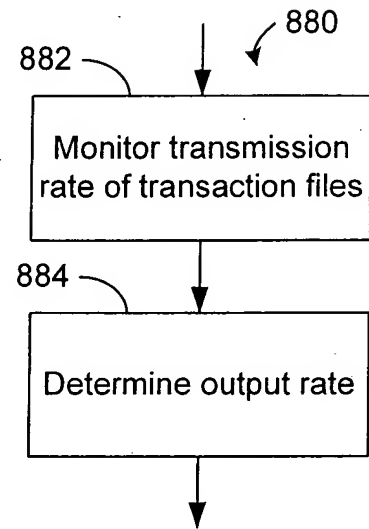 880
882
Monitor transmission
rate of transaction files
884
Determine output rate